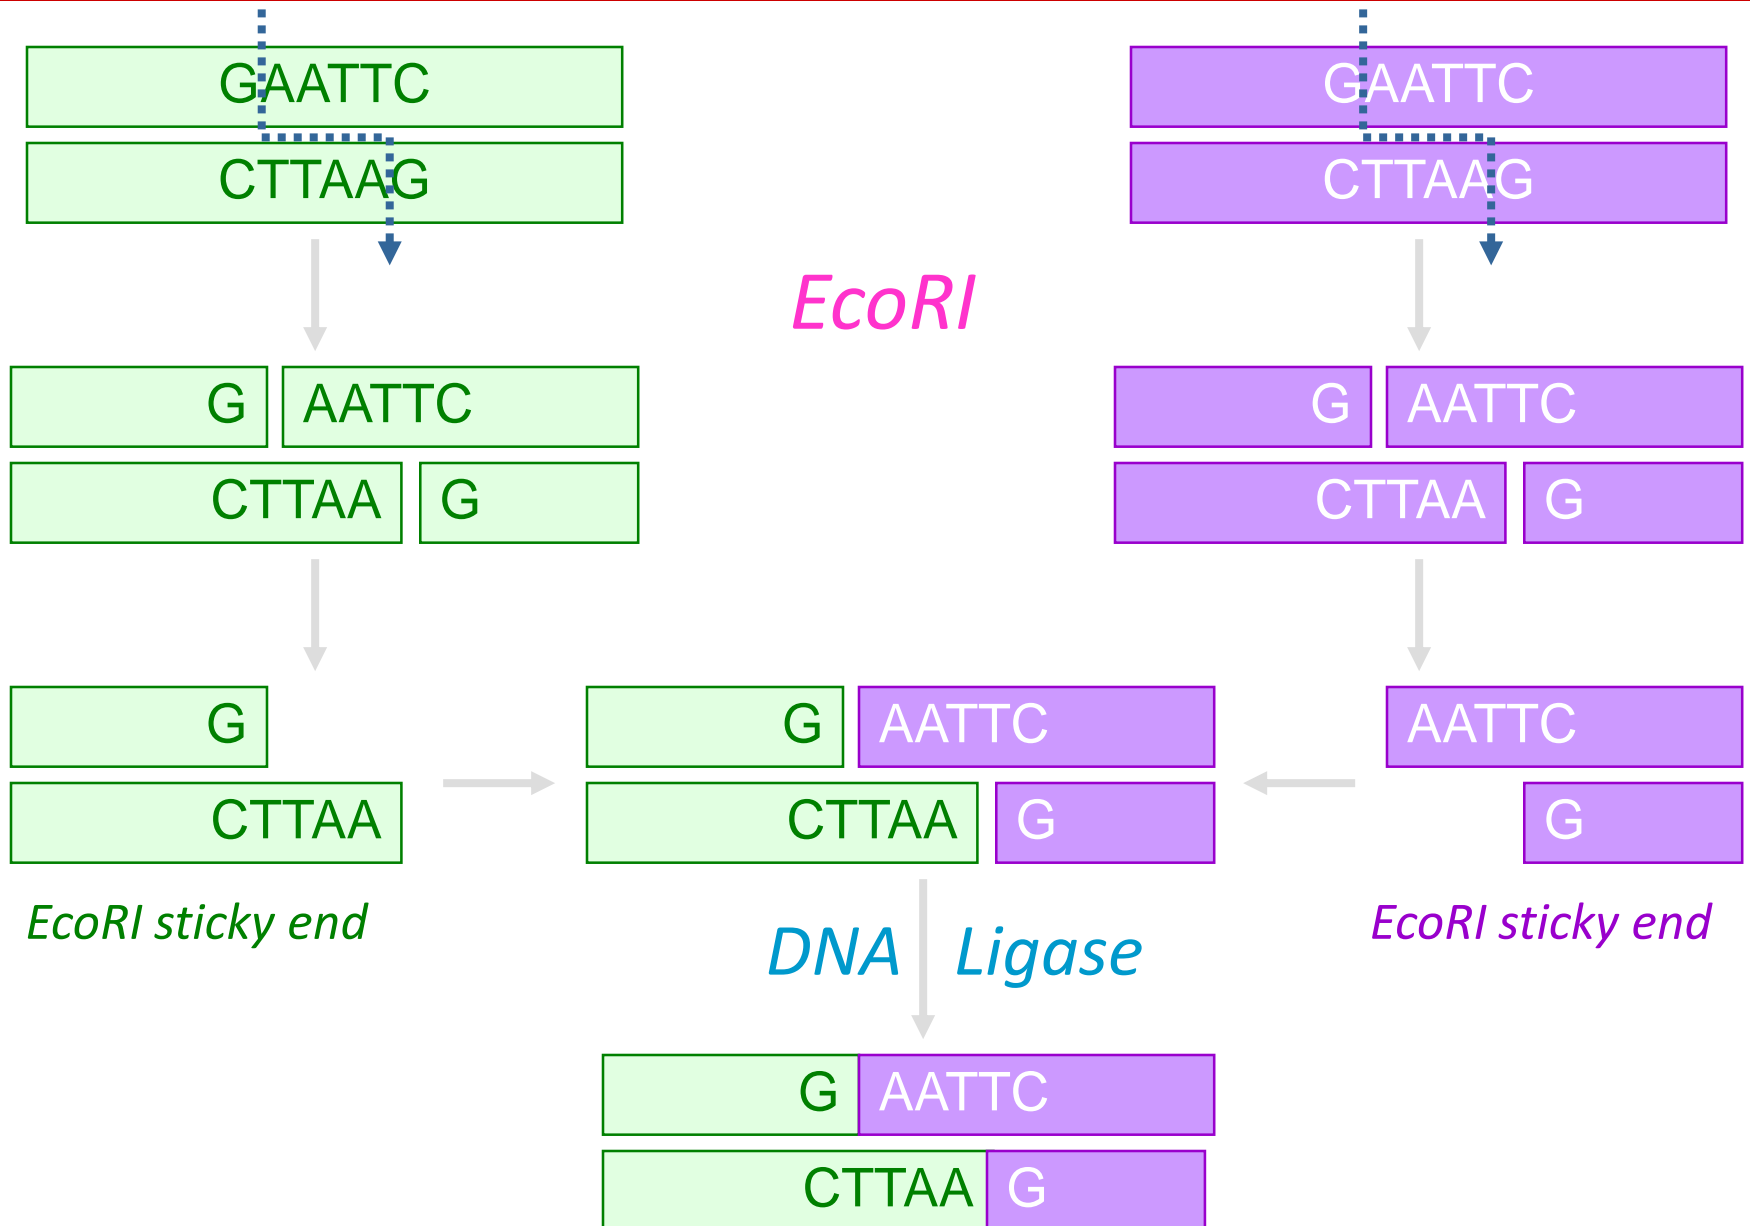 GAATTC GAATTC
CTTAAG CTTAAG
EcoRI
G AATTC G AATTC
CTTAA G CTTAA G
G G AATTC AATTC
CTTAA CTTAA G G
EcoRI sticky end EcoRI sticky end
DNA Ligase
G AATTC
CTTAA G